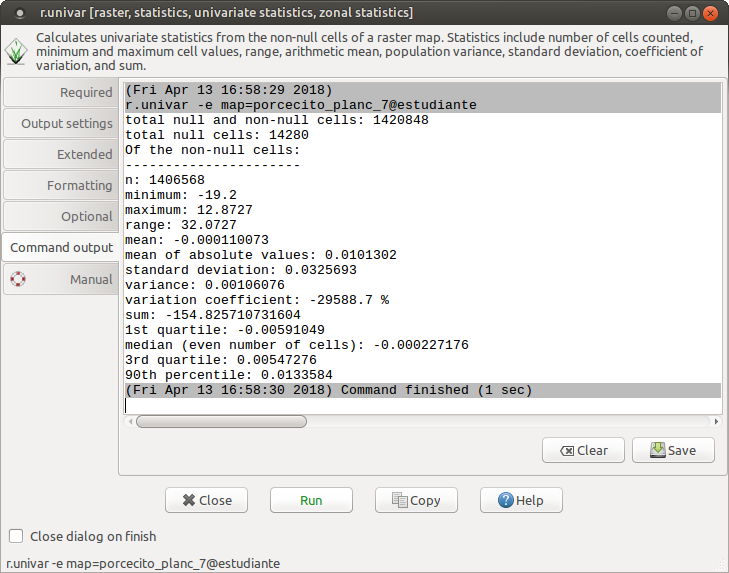 r.univar [raster, statistics, univariate statistics, zonal statistics]
Calculates univariate statistics from the non-null cells of a raster map. Statistics include number of cells counted,
minimum and maximum cell values, range, arithmetic mean, population variance, standard deviation, coefficient of
variation, and sum.
Required
Output settings
Extended
Formatting
Optional
Command output
Manual
(Fri Apr 13 16:58:29 2018)
r.univar -e map=porcecito_planc_7@estudiante
total null and non-null cells: 1420848
total null cells: 14280
Of the non-null cells:
----------------------
n: 1406568
minimum: -19.2
maximum: 12.8727
range: 32.0727
mean: -0.000110073
mean of absolute values: 0.0101302
standard deviation: 0.0325693
variance: 0.00106076
variation coefficient: -29588.7 %
sum: -154.825710731604
1st quartile: -0.00591049
median (even number of cells): -0.000227176
3rd quartile: 0.00547276
90th percentile: 0.0133584
(Fri Apr 13 16:58:30 2018) Command finished (1 sec)
Clear
Save
Close
Run
Copy
Help
Close dialog on finish
r.univar -e map=porcecito_planc_7@estudiante